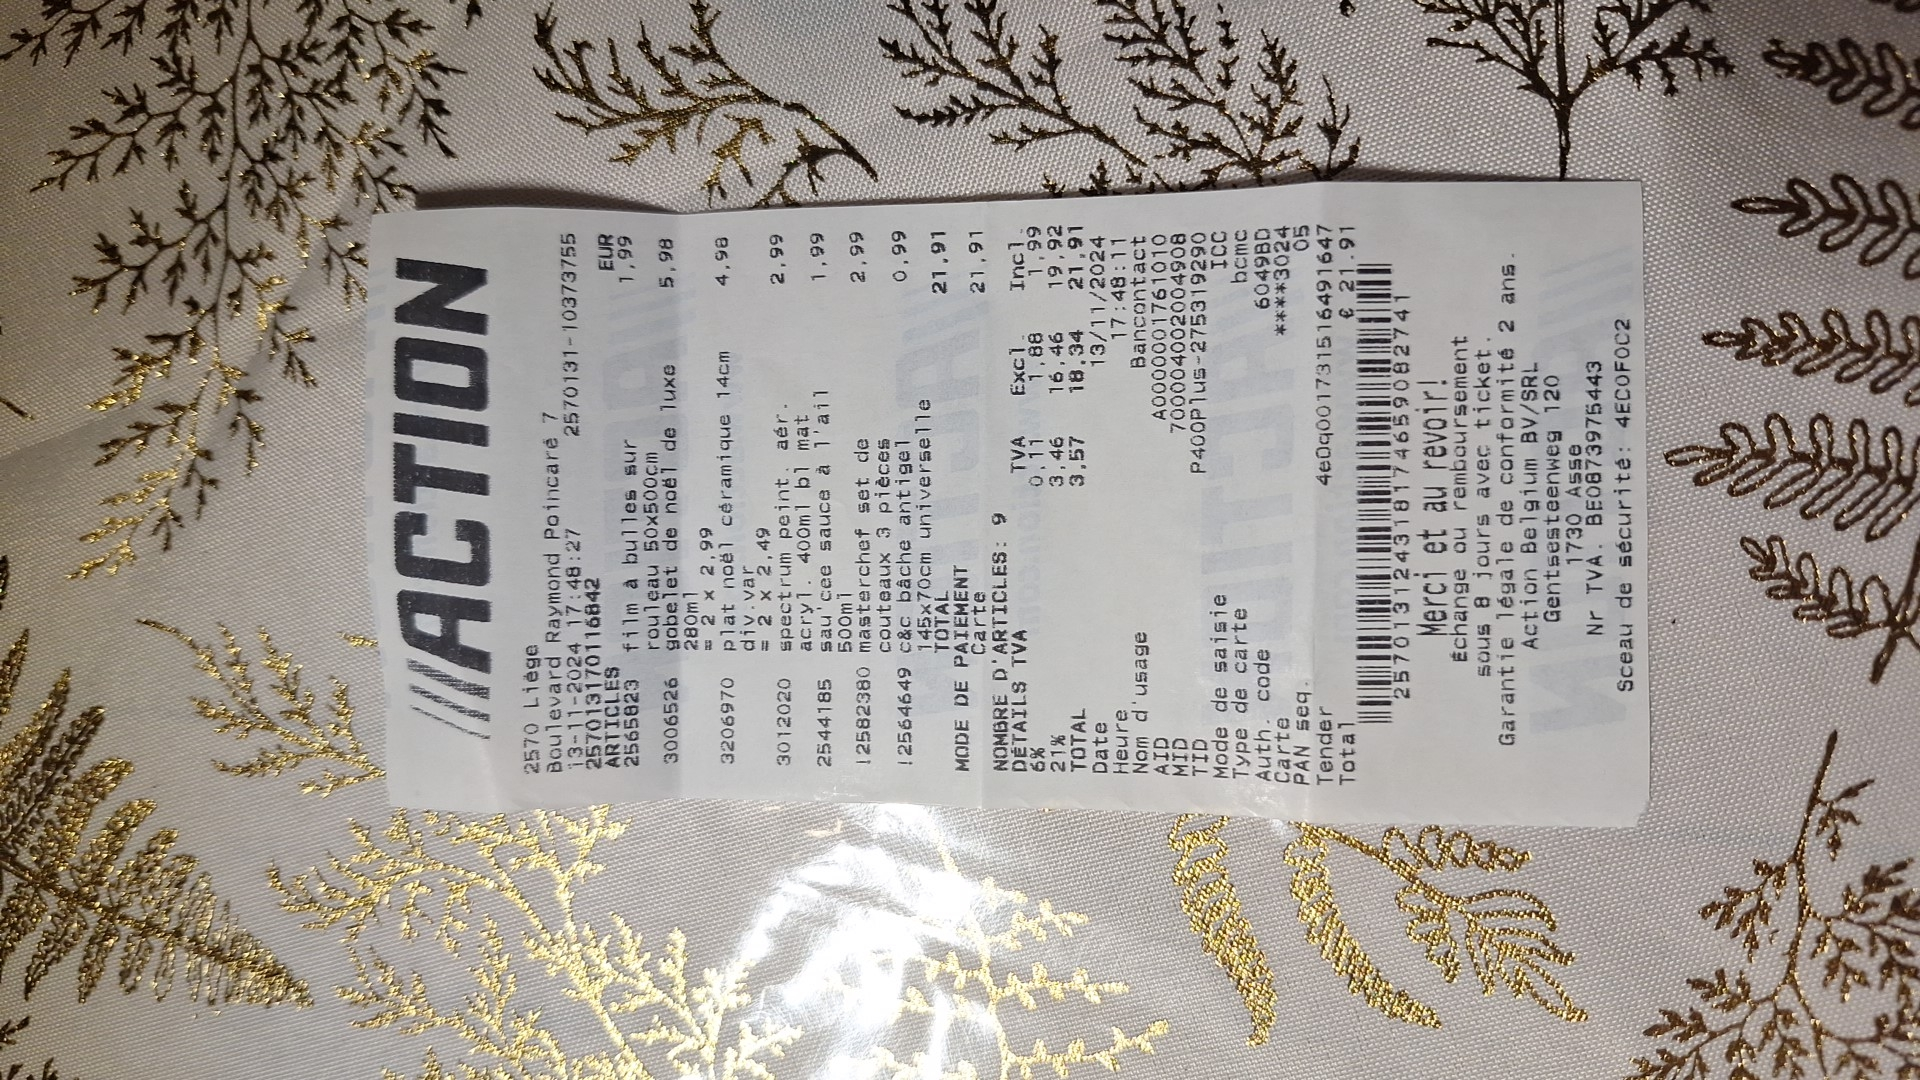 ACTION
2570 Liège
Boulevard Raymond Poincaré 7
13-11-2024 17:48:27 2570131-10373755
257013170116842
ARTICLES EUR
2565823 film à bulles sur 1,99
rouleau 50x500cm
3006526 gobelet de noël de luxe 5,98
280ml
= 2 x 2,99
3206970 plat noël céramique 14cm 4,98
div.var
= 2 x 2,49
3012020 spectrum peint. aér. 2,99
acryl. 400ml bl mat
2544185 sau'cee sauce à l'ail 1,99
500ml
12582380 masterchef set de 2,99
couteaux 3 pièces
12564649 c&c bâche antigel 0,99
145x70cm universelle
TOTAL 21,91
MODE DE PAIEMENT
Carte 21,91
NOMBRE D'ARTICLES: 9
DÉTAILS TVA TVA Excl. Incl.
6% 0,11 1,88 1,99
21% 3,46 16,46 19,92
TOTAL 3,57 18,34 21,91
Date 13/11/2024
Heure 17:48:11
Nom d'usage Bancontact
AID A000001761010
MID 700004002004908
TID P400Plus-275319290
Mode de saisie ICC
Type de carte bcmc
Auth. code 6049BD
Carte ****3024
PAN seq. 05
Tender 4e0q001731516491647
Total € 21.91
2570131243181746590882741
Merci et au revoir!
Échange ou remboursement
sous 8 jours avec ticket.
Garantie légale de conformité 2 ans.
Action Belgium BV/SRL
Gentsesteenweg 120
1730 Asse
Nr TVA. BE0873975443
Sceau de sécurité: 4EC0F0C2